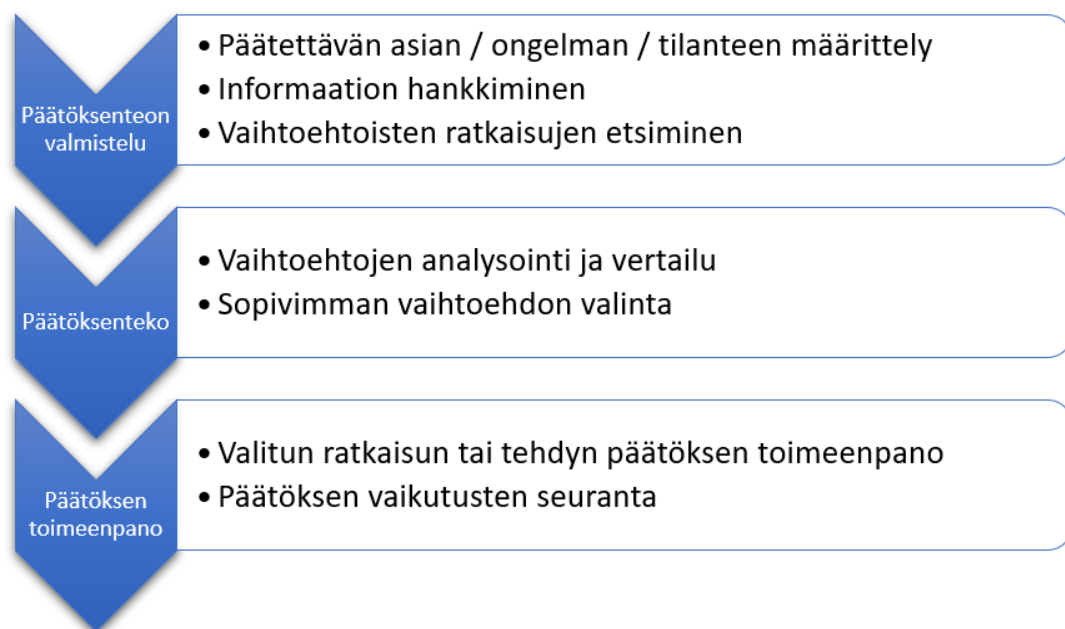 Päätöksenteon
valmistelu
• Päätettävän asian / ongelman / tilanteen määrittely
• Informaation hankkiminen
• Vaihtoehtoisten ratkaisujen etsiminen
Päätöksenteko
• Vaihtoehtojen analysointi ja vertailu
• Sopivimman vaihtoehdon valinta
Päätöksen
toimeenpano
• Valitun ratkaisun tai tehdyn päätöksen toimeenpano
• Päätöksen vaikutusten seuranta